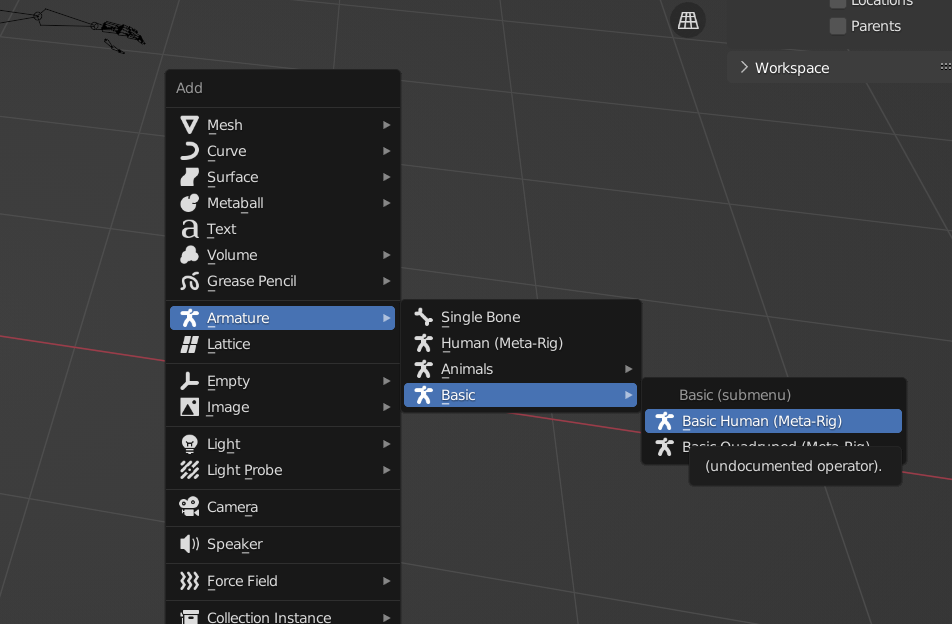 Locations
Parents
Workspace
Add
Mesh
Curve
Surface
Metaball
Text
Volume
Grease Pencil
Armature
Lattice
Empty
Image
Light
Light Probe
Camera
Speaker
Force Field
Collection Instance
Single Bone
Human (Meta-Rig)
Animals
Basic
Basic (submenu)
Basic Human (Meta-Rig)
Basic Quadruped (Meta-Rig)
(undocumented operator).